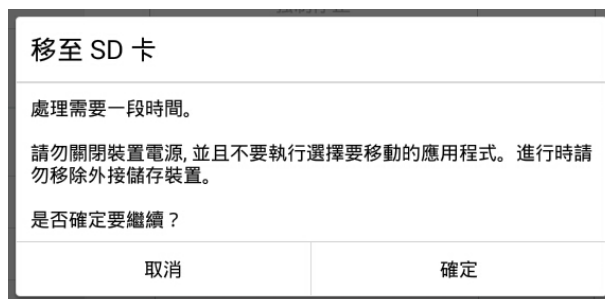 移至 SD 卡
處理需要一段時間。
請勿關閉裝置電源, 並且不要執行選擇要移動的應用程式。進行時請
勿移除外接儲存裝置。
是否確定要繼續？
取消
確定